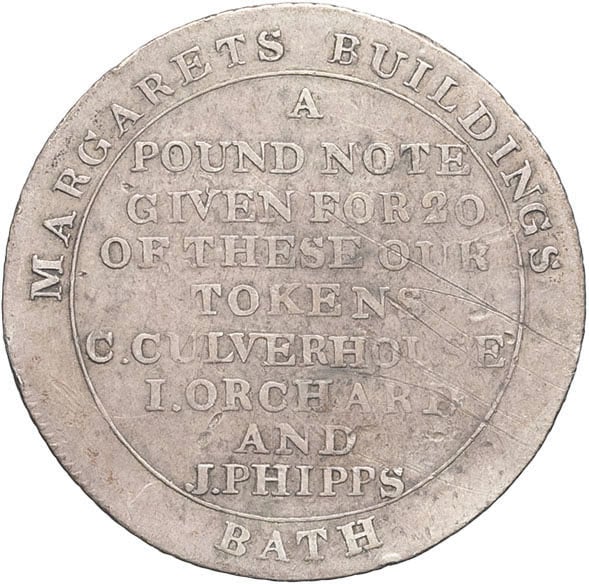 MARGARETS BUILDINGS
A
POUND NOTE
GIVEN FOR 20
OF THESE OUR
TOKENS
C.CULVERHOUSE
I.ORCHARD
AND
J.PHIPPS
BATH